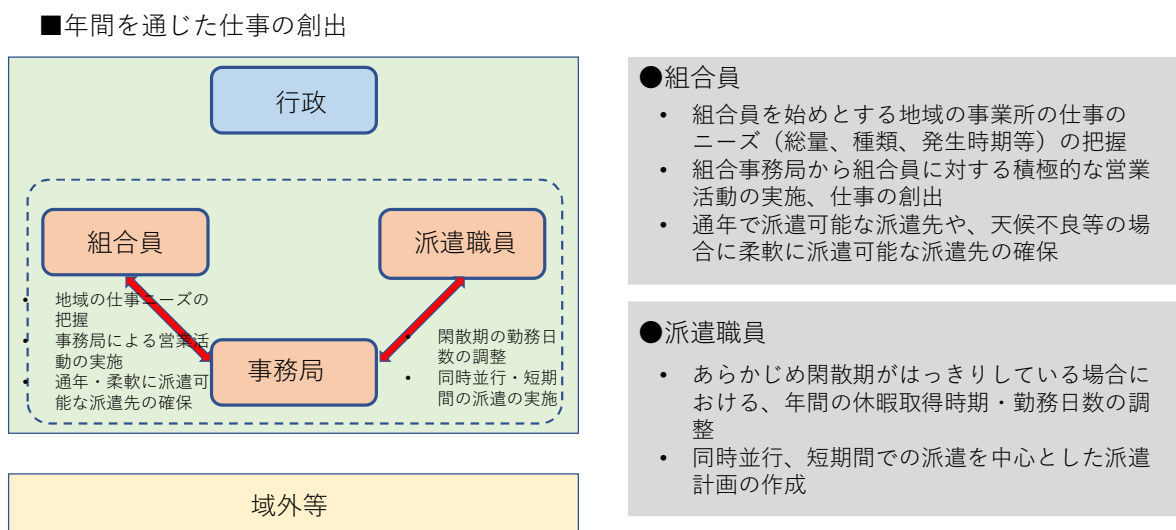 ■年間を通じた仕事の創出
行政
組合員
派遣職員
• 地域の仕事ニーズの
把握
• 事務局による営業活
動の実施
• 通年・柔軟に派遣可
能な派遣先の確保
事務局
• 閑散期の勤務日
数の調整
• 同時並行・短期
間の派遣の実施
域外等
●組合員
• 組合員を始めとする地域の事業所の仕事の
ニーズ（総量、種類、発生時期等）の把握
• 組合事務局から組合員に対する積極的な営業
活動の実施、仕事の創出
• 通年で派遣可能な派遣先や、天候不良等の場
合に柔軟に派遣可能な派遣先の確保
●派遣職員
• あらかじめ閑散期がはっきりしている場合に
おける、年間の休暇取得時期・勤務日数の調
整
• 同時並行、短期間での派遣を中心とした派遣
計画の作成